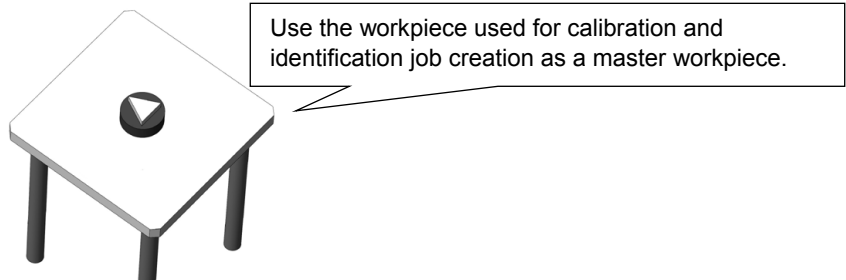 Use the workpiece used for calibration and
identification job creation as a master workpiece.